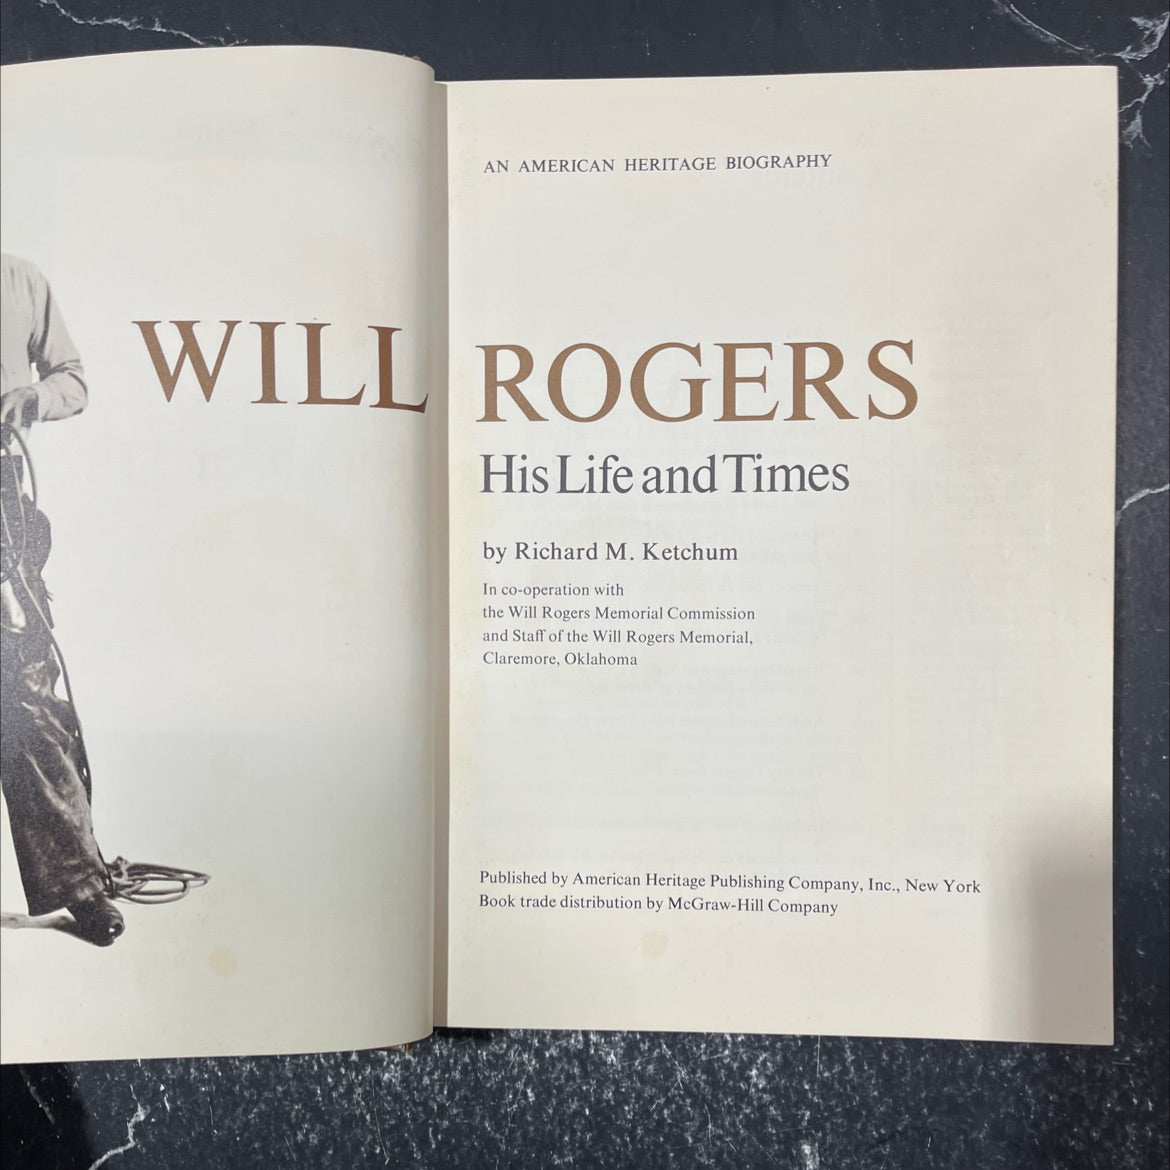 AN AMERICAN HERITAGE BIOGRAPHY
WILL ROGERS
His Life and Times
by Richard M. Ketchum
In co-operation with
the Will Rogers Memorial Commission
and Staff of the Will Rogers Memorial,
Claremore, Oklahoma
Published by American Heritage Publishing Company, Inc., New York
Book trade distribution by McGraw-Hill Company